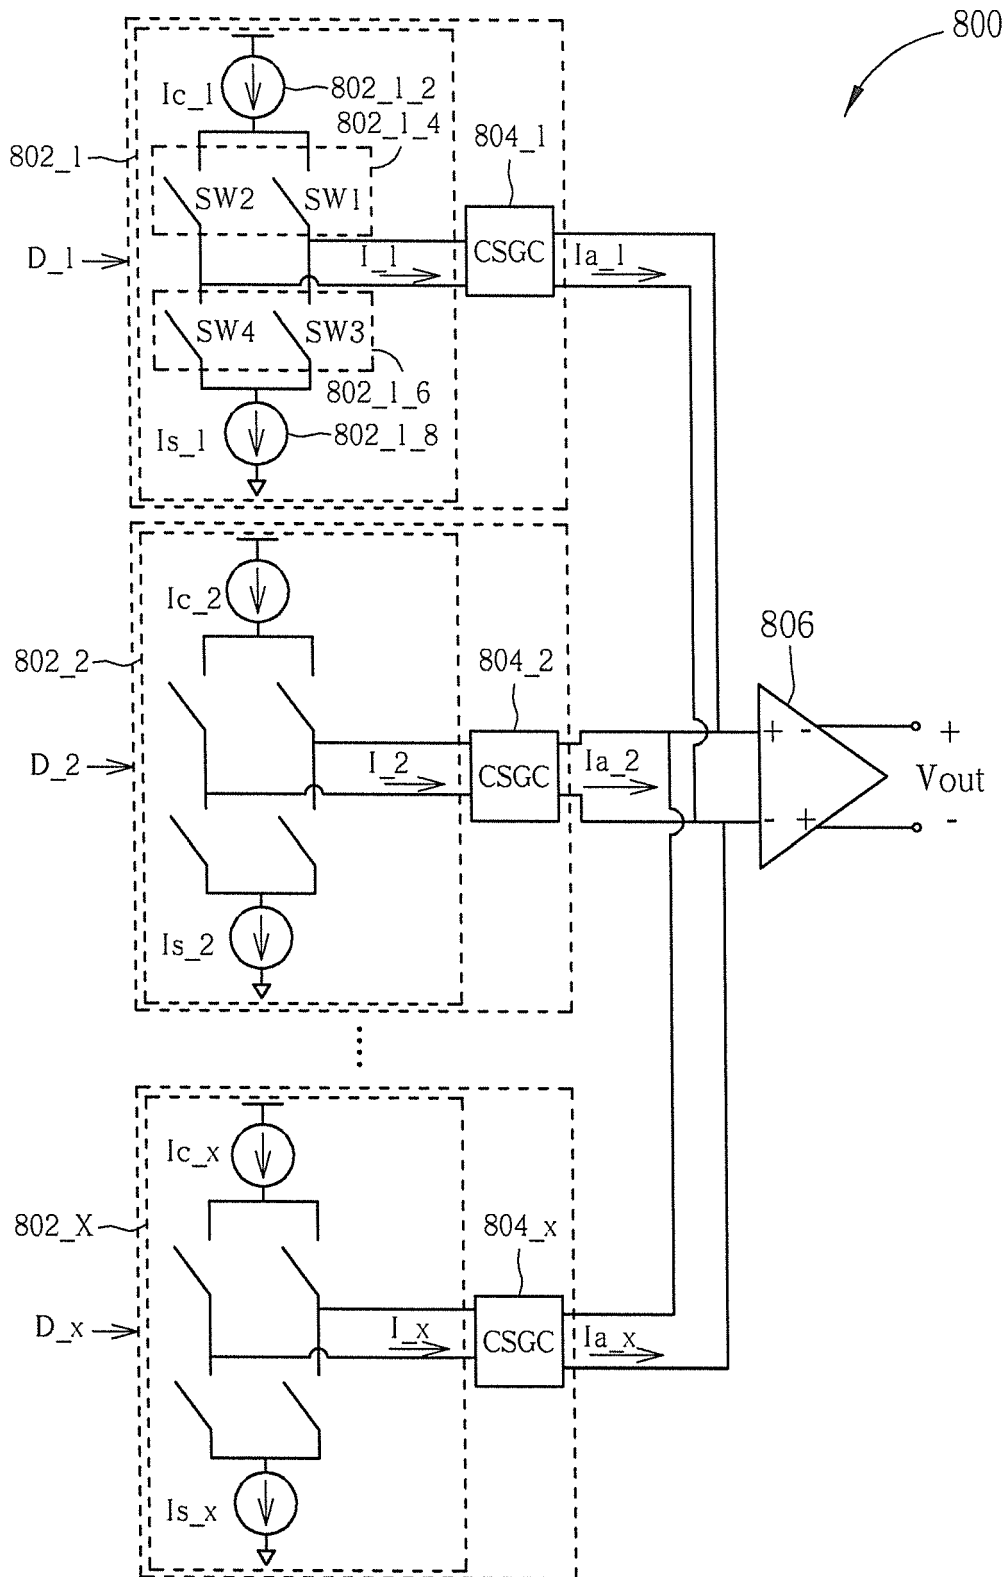 800
Ic_1
802_1_2
802_1_4
802_1
804_1
SW2
SW1
D_1
I_1
CSGC
Ia_1
SW4
SW3
802_1_6
Is_1
802_1_8
Ic_2
802_2
804_2
806
+ -
+
D_2
I_2
CSGC
Ia_2
Vout
- +
-
Is_2
Ic_x
802_X
804_x
D_x
I_x
CSGC
Ia_x
Is_x